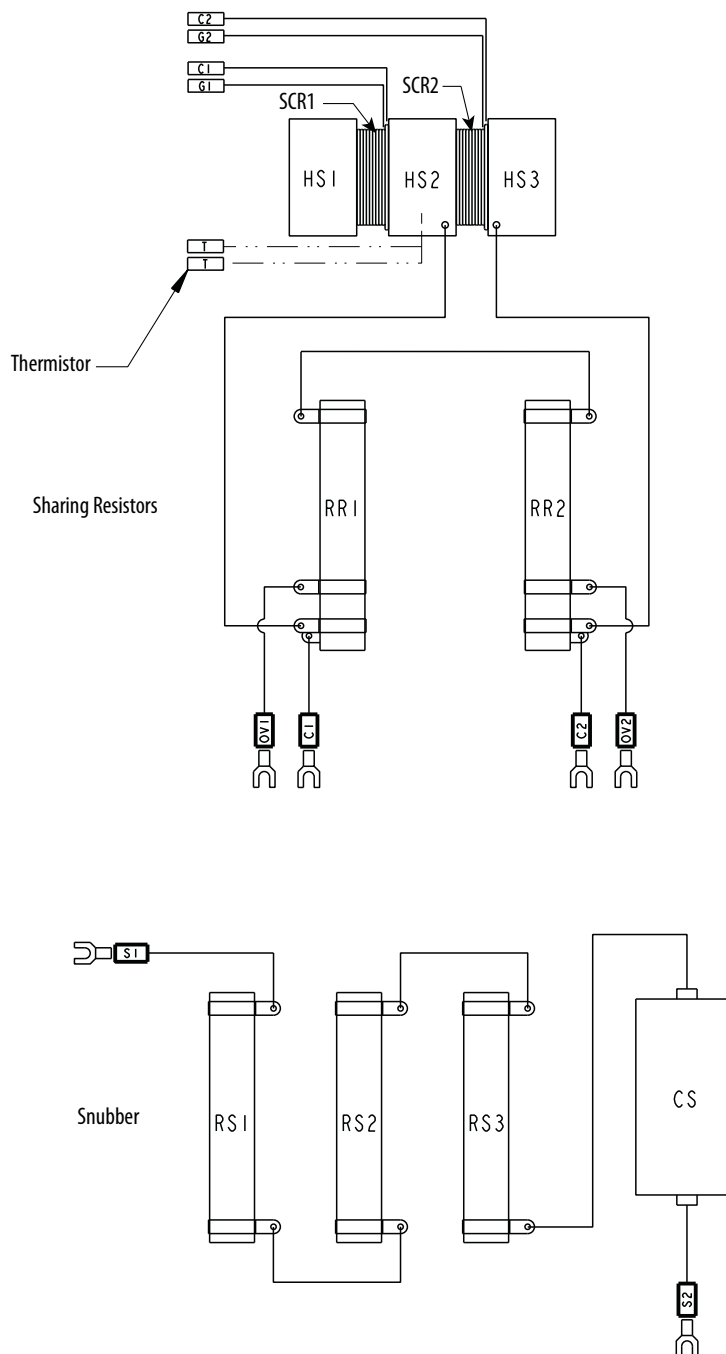 C2
G2
C1
G1
SCR1
SCR2
HS1
HS2
HS3
T
T
Thermistor
Sharing Resistors
RR1
RR2
OV1
C1
C2
OV2
S1
Snubber
RS1
RS2
RS3
CS
S2